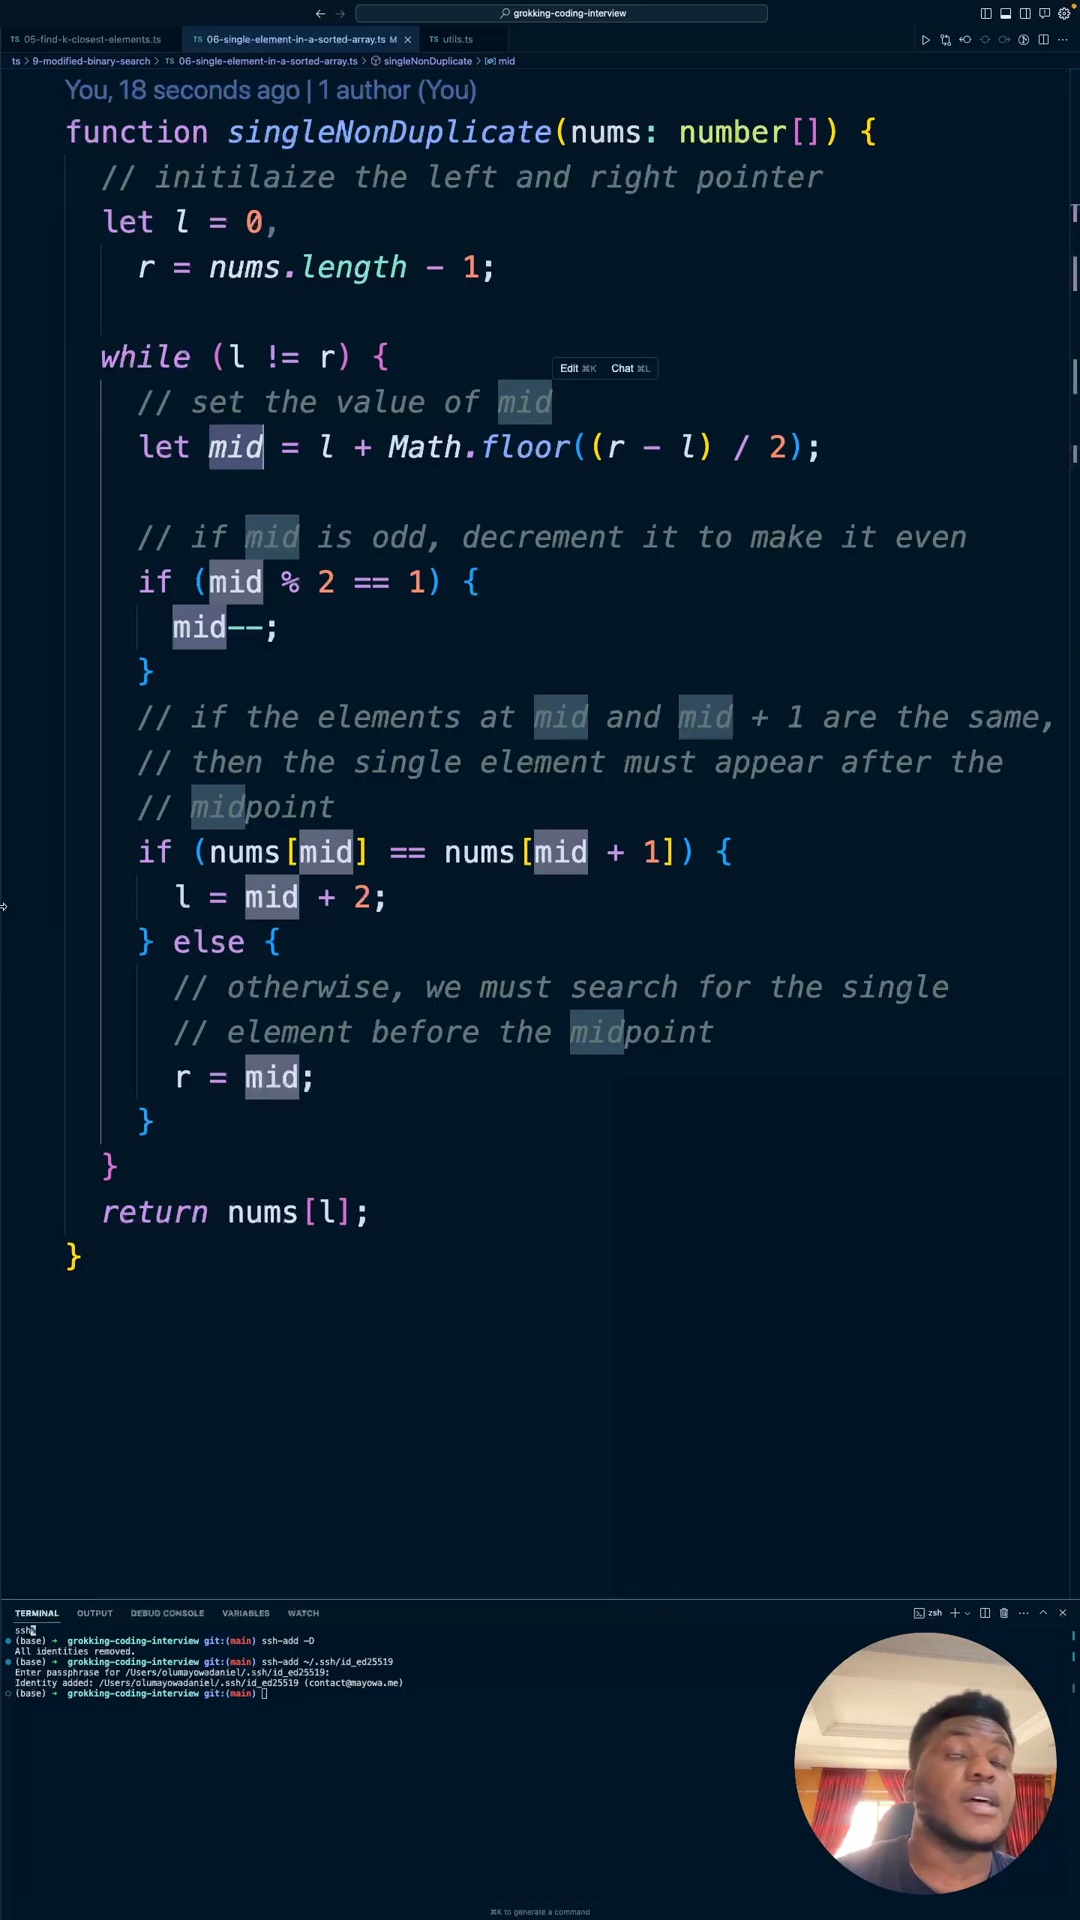 grokking-coding-interview
TS 05-find-k-closest-elements.ts
TS 06-single-element-in-a-sorted-array.ts M
TS utils.ts
ts > 9-modified-binary-search > TS 06-single-element-in-a-sorted-array.ts > singleNonDuplicate > mid
You, 18 seconds ago | 1 author (You)
function singleNonDuplicate(nums: number[]) {
// initilaize the left and right pointer
let l = 0,
r = nums.length - 1;
while (l != r) {
Edit ⌘K Chat ⌘L
// set the value of mid
let mid = l + Math.floor((r - l) / 2);
// if mid is odd, decrement it to make it even
if (mid % 2 == 1) {
mid--;
}
// if the elements at mid and mid + 1 are the same,
// then the single element must appear after the
// midpoint
if (nums[mid] == nums[mid + 1]) {
l = mid + 2;
} else {
// otherwise, we must search for the single
// element before the midpoint
r = mid;
}
}
return nums[l];
}
TERMINAL OUTPUT DEBUG CONSOLE VARIABLES WATCH
zsh
ssh
(base) → grokking-coding-interview git:(main) ssh-add -D
All identities removed.
(base) → grokking-coding-interview git:(main) ssh-add ~/.ssh/id_ed25519
Enter passphrase for /Users/olumayowadaniel/.ssh/id_ed25519:
Identity added: /Users/olumayowadaniel/.ssh/id_ed25519 (contact@mayowa.me)
(base) → grokking-coding-interview git:(main)
⌘K to generate a command